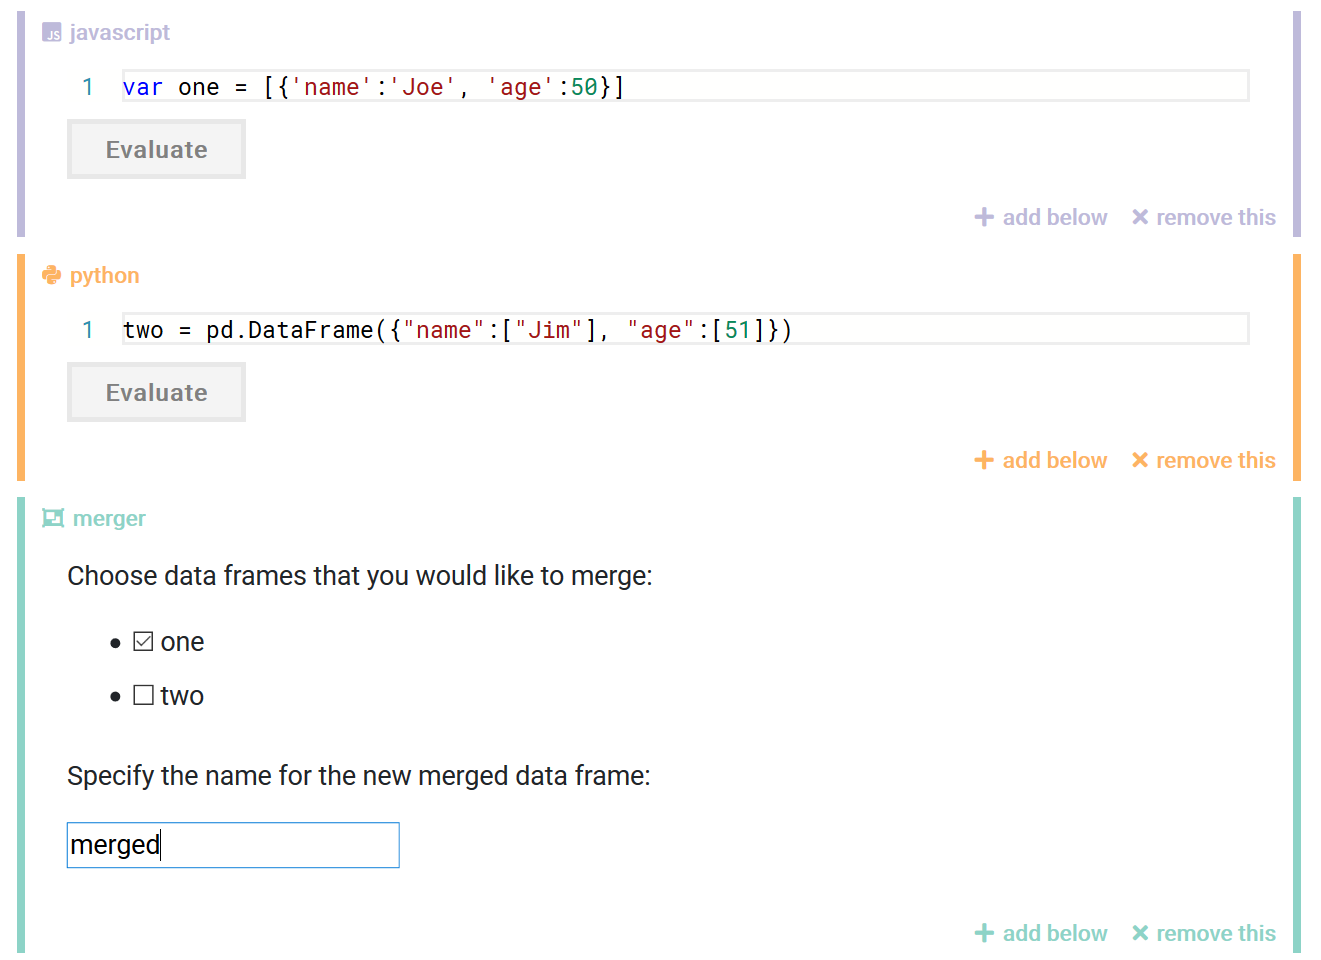 JS javascript
1 var one = [{'name':'Joe', 'age':50}]
Evaluate
add below remove this
python
1 two = pd.DataFrame({"name":["Jim"], "age":[51]})
Evaluate
add below remove this
merger
Choose data frames that you would like to merge:
one
two
Specify the name for the new merged data frame:
merged
add below remove this